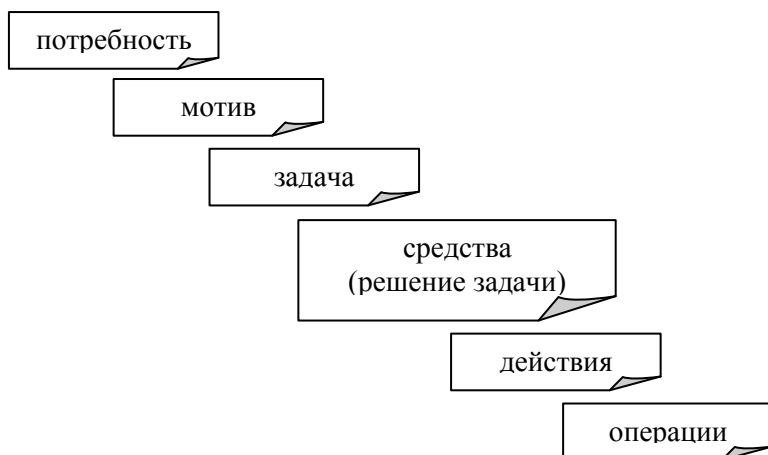 потребность
мотив
задача
средства
(решение задачи)
действия
операции